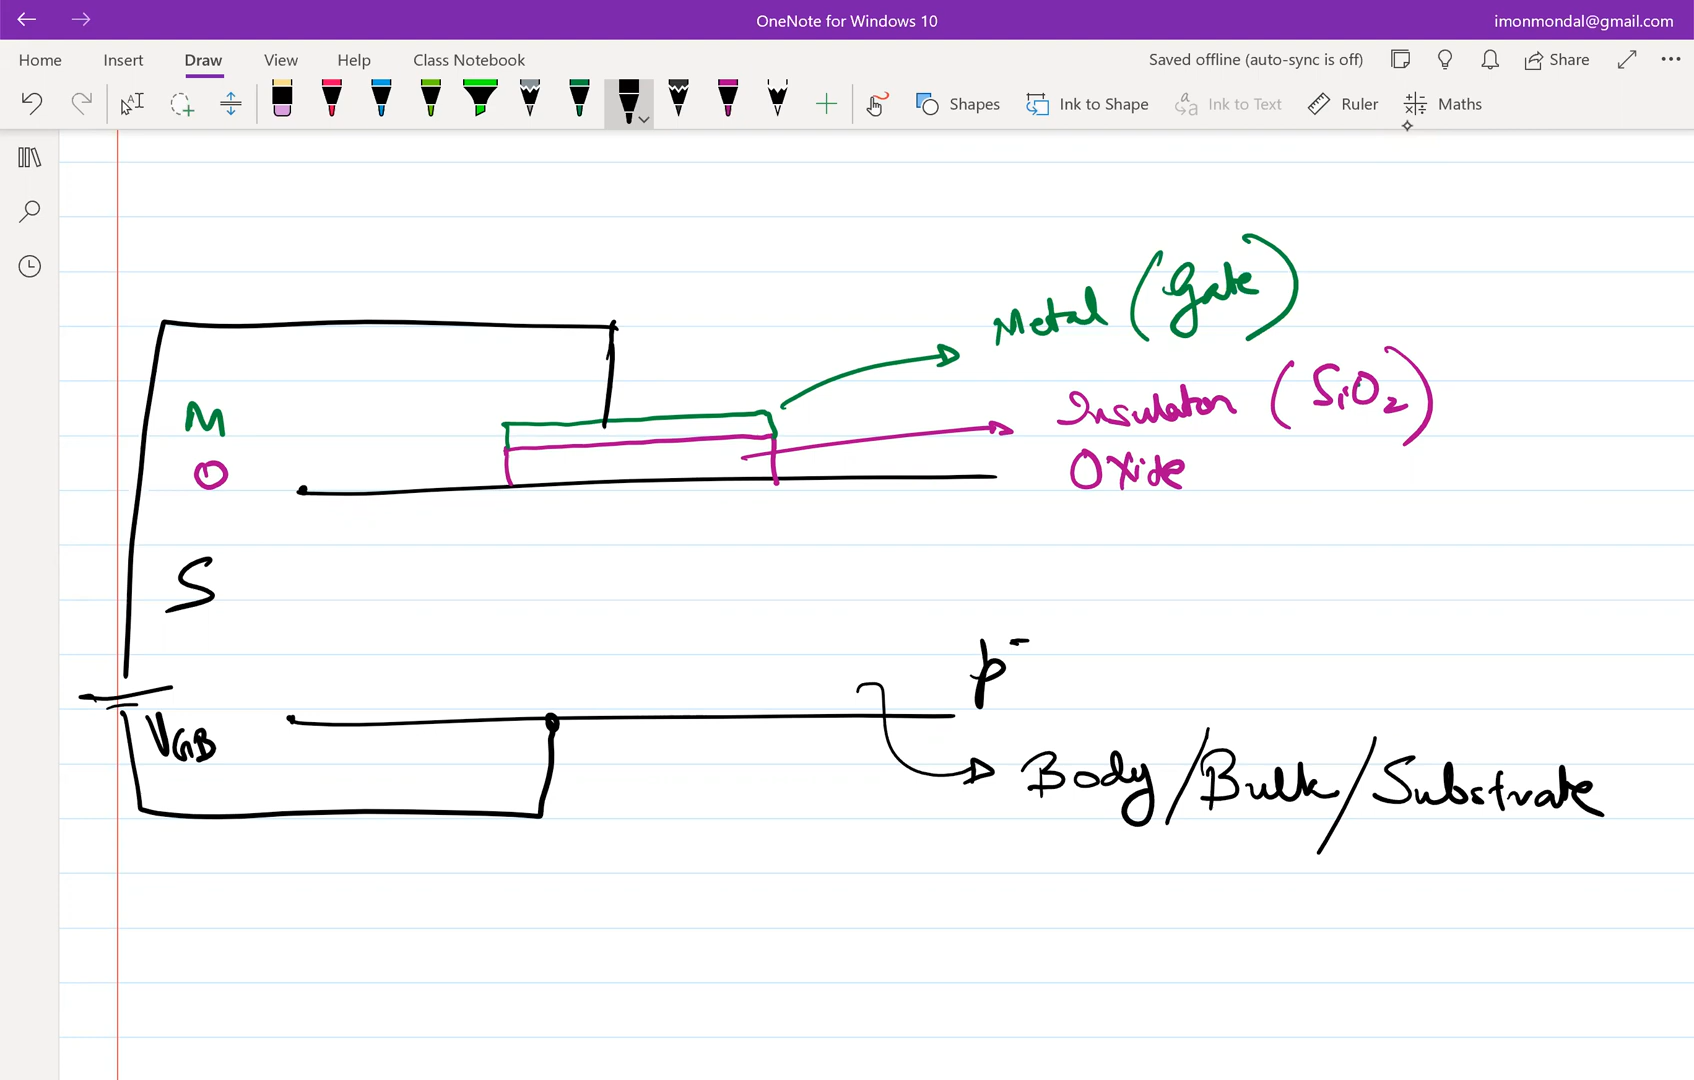 OneNote for Windows 10
imonmondal@gmail.com
Home Insert Draw View Help Class Notebook
Saved offline (auto-sync is off) Share
Shapes Ink to Shape Ink to Text Ruler Maths
Metal (Gate)
M
Insulator (SiO2)
O
Oxide
S
p-
VGB
Body/Bulk/Substrate